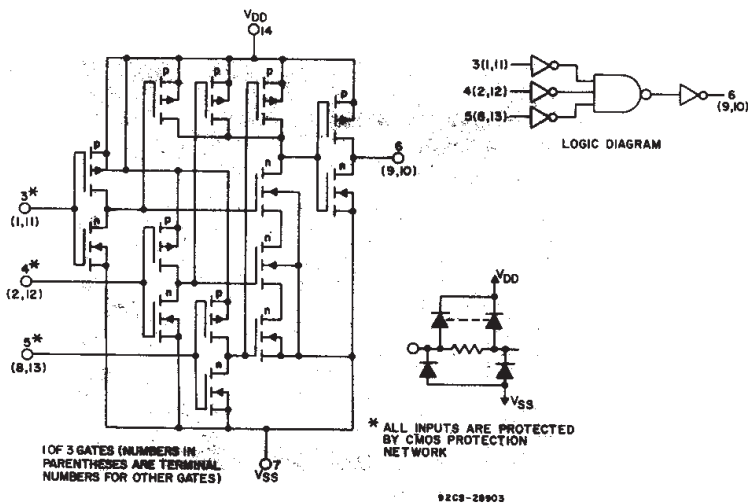 VDD
14
p
p
p
p
p
n
3*
(1,11)
p
n
4*
(2,12)
p
n
5*
(8,13)
n
n
n
n
6
(9,10)
7
VSS
1 OF 3 GATES (NUMBERS IN
PARENTHESES ARE TERMINAL
NUMBERS FOR OTHER GATES)
3(1,11)
4(2,12)
5(8,13)
6
(9,10)
LOGIC DIAGRAM
VDD
VSS
* ALL INPUTS ARE PROTECTED
BY CMOS PROTECTION
NETWORK
92CS-28903